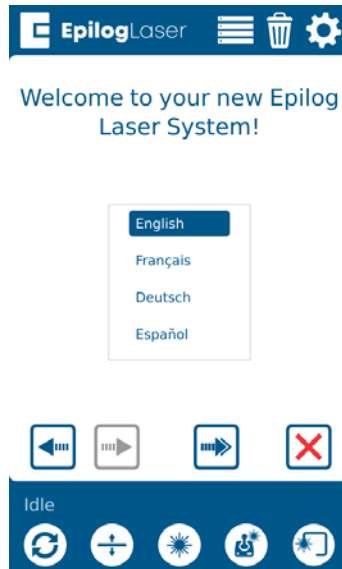 EpilogLaser
Welcome to your new Epilog
Laser System!
English
Français
Deutsch
Español
Idle